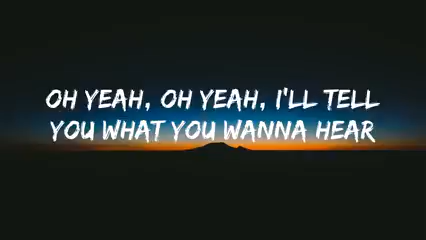 OH YEAH, OH YEAH, I'LL TELL
YOU WHAT YOU WANNA HEAR